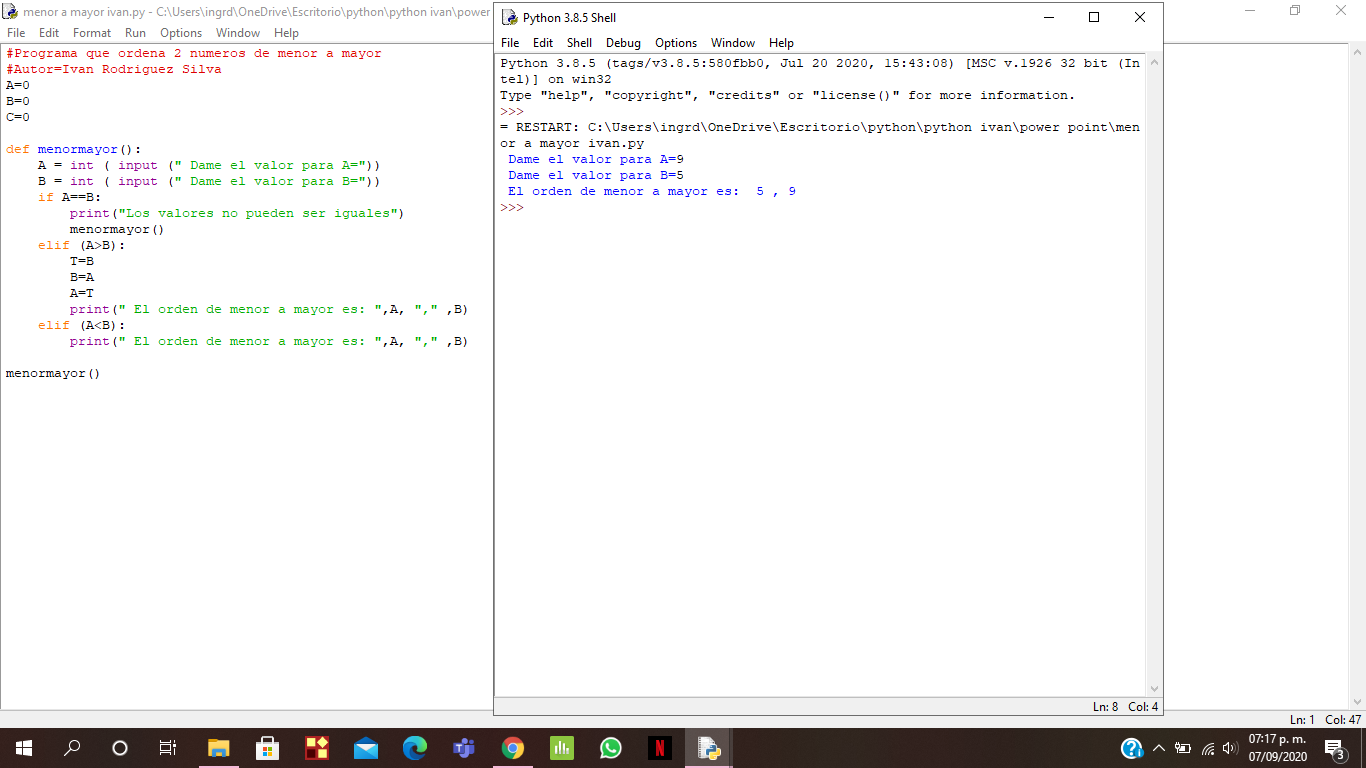 menor a mayor ivan.py - C:\Users\ingrd\OneDrive\Escritorio\python\python ivan\power
File Edit Format Run Options Window Help
#Programa que ordena 2 numeros de menor a mayor
#Autor=Ivan Rodriguez Silva
A=0
B=0
C=0
def menormayor():
    A = int ( input (" Dame el valor para A="))
    B = int ( input (" Dame el valor para B="))
    if A==B:
        print("Los valores no pueden ser iguales")
        menormayor()
    elif (A>B):
        T=B
        B=A
        A=T
        print(" El orden de menor a mayor es: ",A, "," ,B)
    elif (A<B):
        print(" El orden de menor a mayor es: ",A, "," ,B)
menormayor()
Python 3.8.5 Shell
File Edit Shell Debug Options Window Help
Python 3.8.5 (tags/v3.8.5:580fbb0, Jul 20 2020, 15:43:08) [MSC v.1926 32 bit (In
tel)] on win32
Type "help", "copyright", "credits" or "license()" for more information.
>>>
= RESTART: C:\Users\ingrd\OneDrive\Escritorio\python\python ivan\power point\men
or a mayor ivan.py
 Dame el valor para A=9
 Dame el valor para B=5
 El orden de menor a mayor es:  5 , 9
>>>
Ln: 8 Col: 4
Ln: 1 Col: 47
07:17 p. m.
07/09/2020
3